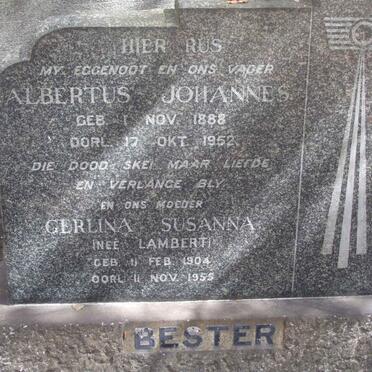 HIER RUS
MY EGGENOOT EN ONS VADER
ALBERTUS JOHANNES
GEB. 1 NOV. 1888
OORL. 17 OKT. 1952
DIE DOOD SKEI MAAR LIEFDE
EN VERLANGE BLY
EN ONS MOEDER
GERLINA SUSANNA
(NEÉ LAMBERT)
GEB. 11 FEB. 1904
OORL. 11 NOV. 1955
BESTER